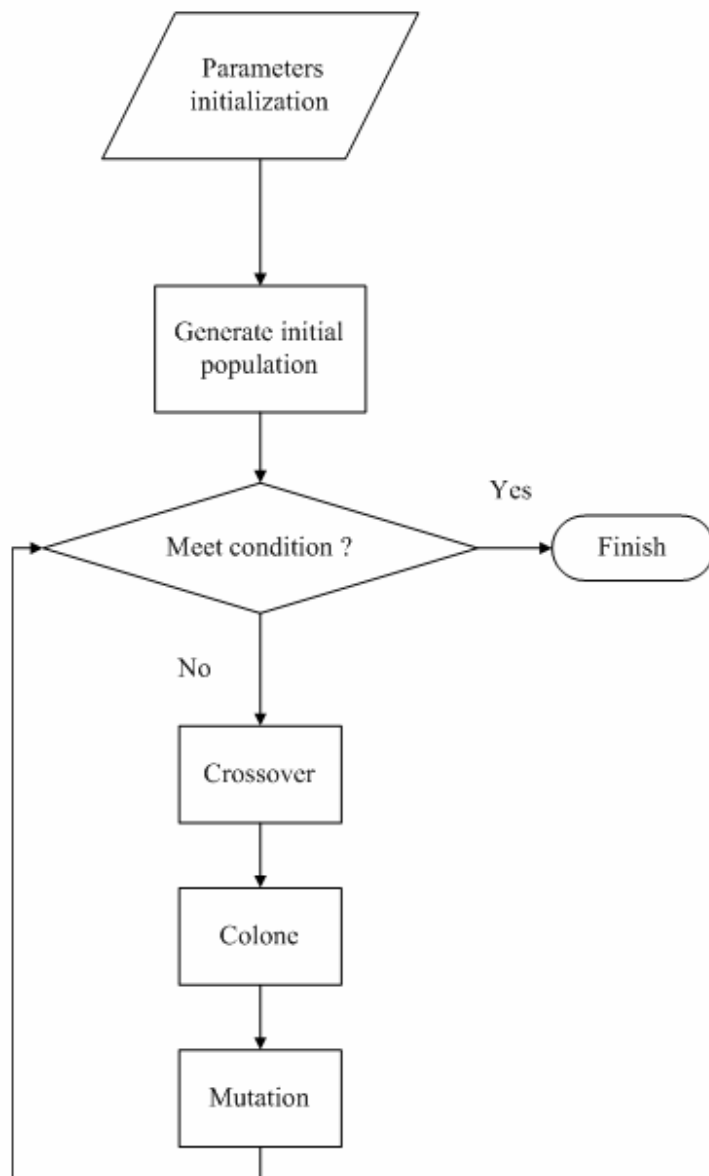 Parameters
initialization
Generate initial
population
Meet condition ?
Yes
Finish
No
Crossover
Colone
Mutation